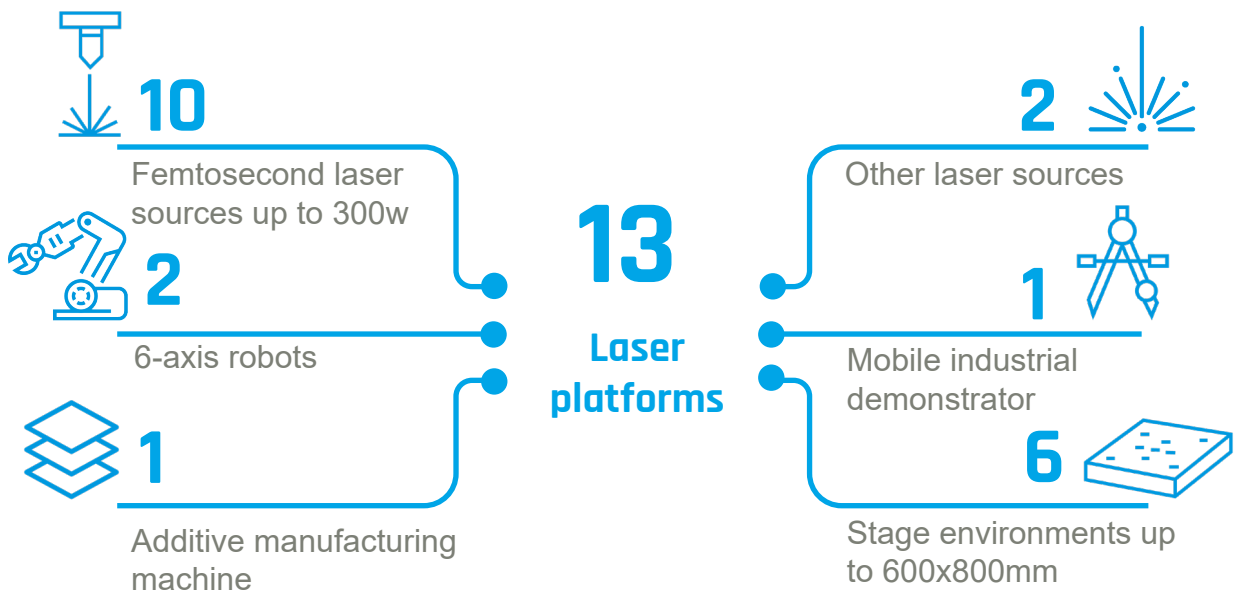 10
Femtosecond laser
sources up to 300w
2
6-axis robots
1
Additive manufacturing
machine
13
Laser
platforms
2
Other laser sources
1
Mobile industrial
demonstrator
6
Stage environments up
to 600x800mm